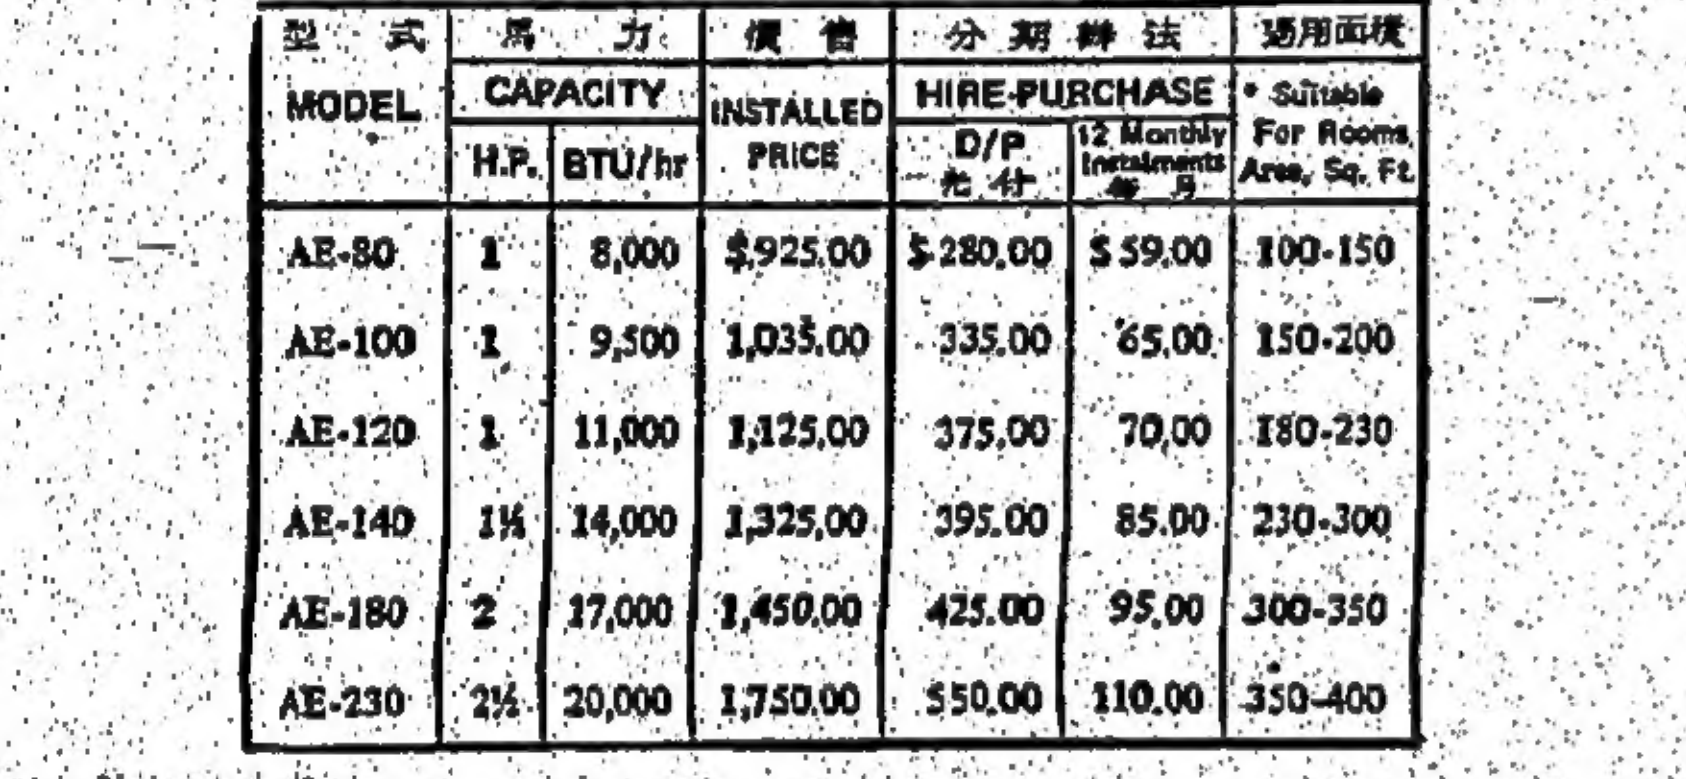 型式 馬力 價售 分期辦法 適用面積
MODEL CAPACITY INSTALLED PRICE HIRE-PURCHASE * Suitable For Rooms, Area, Sq. Ft.
H.P. BTU/hr D/P 先付 12 Monthly Instalments 每月
AE-80 1 8,000 $925.00 $280.00 $59.00 100-150
AE-100 1 9,500 1,035.00 335.00 65.00 150-200
AE-120 1 11,000 1,125.00 375.00 70.00 180-230
AE-140 1½ 14,000 1,325.00 395.00 85.00 230-300
AE-180 2 17,000 1,450.00 425.00 95.00 300-350
AE-230 2½ 20,000 1,750.00 550.00 110.00 350-400